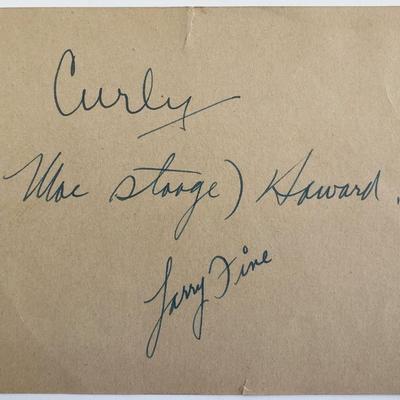 Curly
Moe stooge) Howard.
Larry Fine